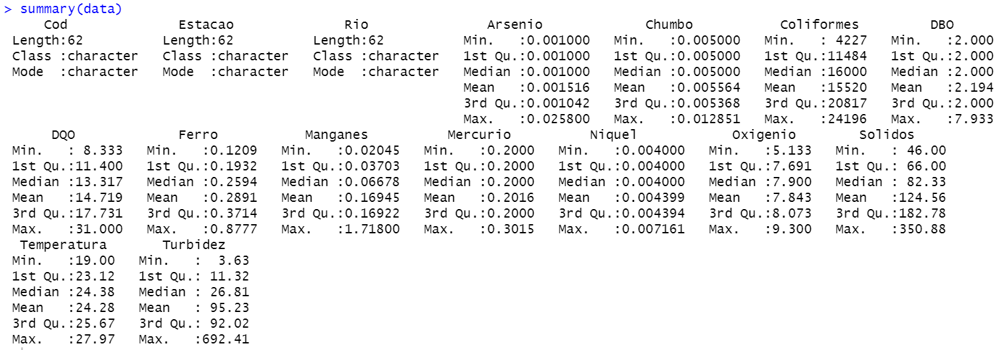 > summary(data)
     Cod              Estacao              Rio               Arsenio             Chumbo           Coliformes         DBO
 Length:62          Length:62          Length:62          Min.   :0.001000   Min.   :0.005000   Min.   : 4227   Min.   :2.000
 Class :character   Class :character   Class :character   1st Qu.:0.001000   1st Qu.:0.005000   1st Qu.:11484   1st Qu.:2.000
 Mode  :character   Mode  :character   Mode  :character   Median :0.001000   Median :0.005000   Median :16000   Median :2.000
                                                          Mean   :0.001516   Mean   :0.005564   Mean   :15520   Mean   :2.194
                                                          3rd Qu.:0.001042   3rd Qu.:0.005368   3rd Qu.:20817   3rd Qu.:2.000
                                                          Max.   :0.025800   Max.   :0.012851   Max.   :24196   Max.   :7.933
      DQO             Ferro           Manganes          Mercurio          Niquel            Oxigenio        Solidos
 Min.   : 8.333   Min.   :0.1209   Min.   :0.02045   Min.   :0.2000   Min.   :0.004000   Min.   :5.133   Min.   : 46.00
 1st Qu.:11.400   1st Qu.:0.1932   1st Qu.:0.03703   1st Qu.:0.2000   1st Qu.:0.004000   1st Qu.:7.691   1st Qu.: 66.00
 Median :13.317   Median :0.2594   Median :0.06678   Median :0.2000   Median :0.004000   Median :7.900   Median : 82.33
 Mean   :14.719   Mean   :0.2891   Mean   :0.16945   Mean   :0.2016   Mean   :0.004399   Mean   :7.843   Mean   :124.56
 3rd Qu.:17.731   3rd Qu.:0.3714   3rd Qu.:0.16922   3rd Qu.:0.2000   3rd Qu.:0.004394   3rd Qu.:8.073   3rd Qu.:182.78
 Max.   :31.000   Max.   :0.8777   Max.   :1.71800   Max.   :0.3015   Max.   :0.007161   Max.   :9.300   Max.   :350.88
  Temperatura       Turbidez
 Min.   :19.00   Min.   :  3.63
 1st Qu.:23.12   1st Qu.: 11.32
 Median :24.38   Median : 26.81
 Mean   :24.28   Mean   : 95.23
 3rd Qu.:25.67   3rd Qu.: 92.02
 Max.   :27.97   Max.   :692.41